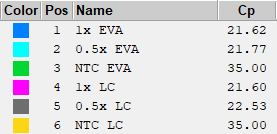 Color Pos Name Cp
1 1x EVA 21.62
2 0.5x EVA 21.77
3 NTC EVA 35.00
4 1x LC 21.60
5 0.5x LC 22.53
6 NTC LC 35.00